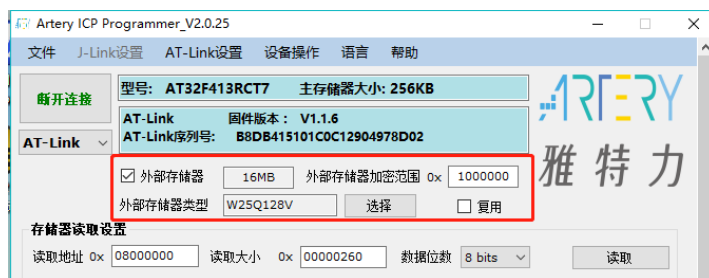 Artery ICP Programmer_V2.0.25
文件 J-Link设置 AT-Link设置 设备操作 语言 帮助
断开连接
型号: AT32F413RCT7 主存储器大小: 256KB
AT-Link 固件版本: V1.1.6
AT-Link序列号: B8DB415101C0C12904978D02
AT-Link
ARTERY
雅特力
外部存储器 16MB 外部存储器加密范围 0x 1000000
外部存储器类型 W25Q128V 选择 复用
存储器读取设置
读取地址 0x 08000000 读取大小 0x 00000260 数据位数 8 bits 读取